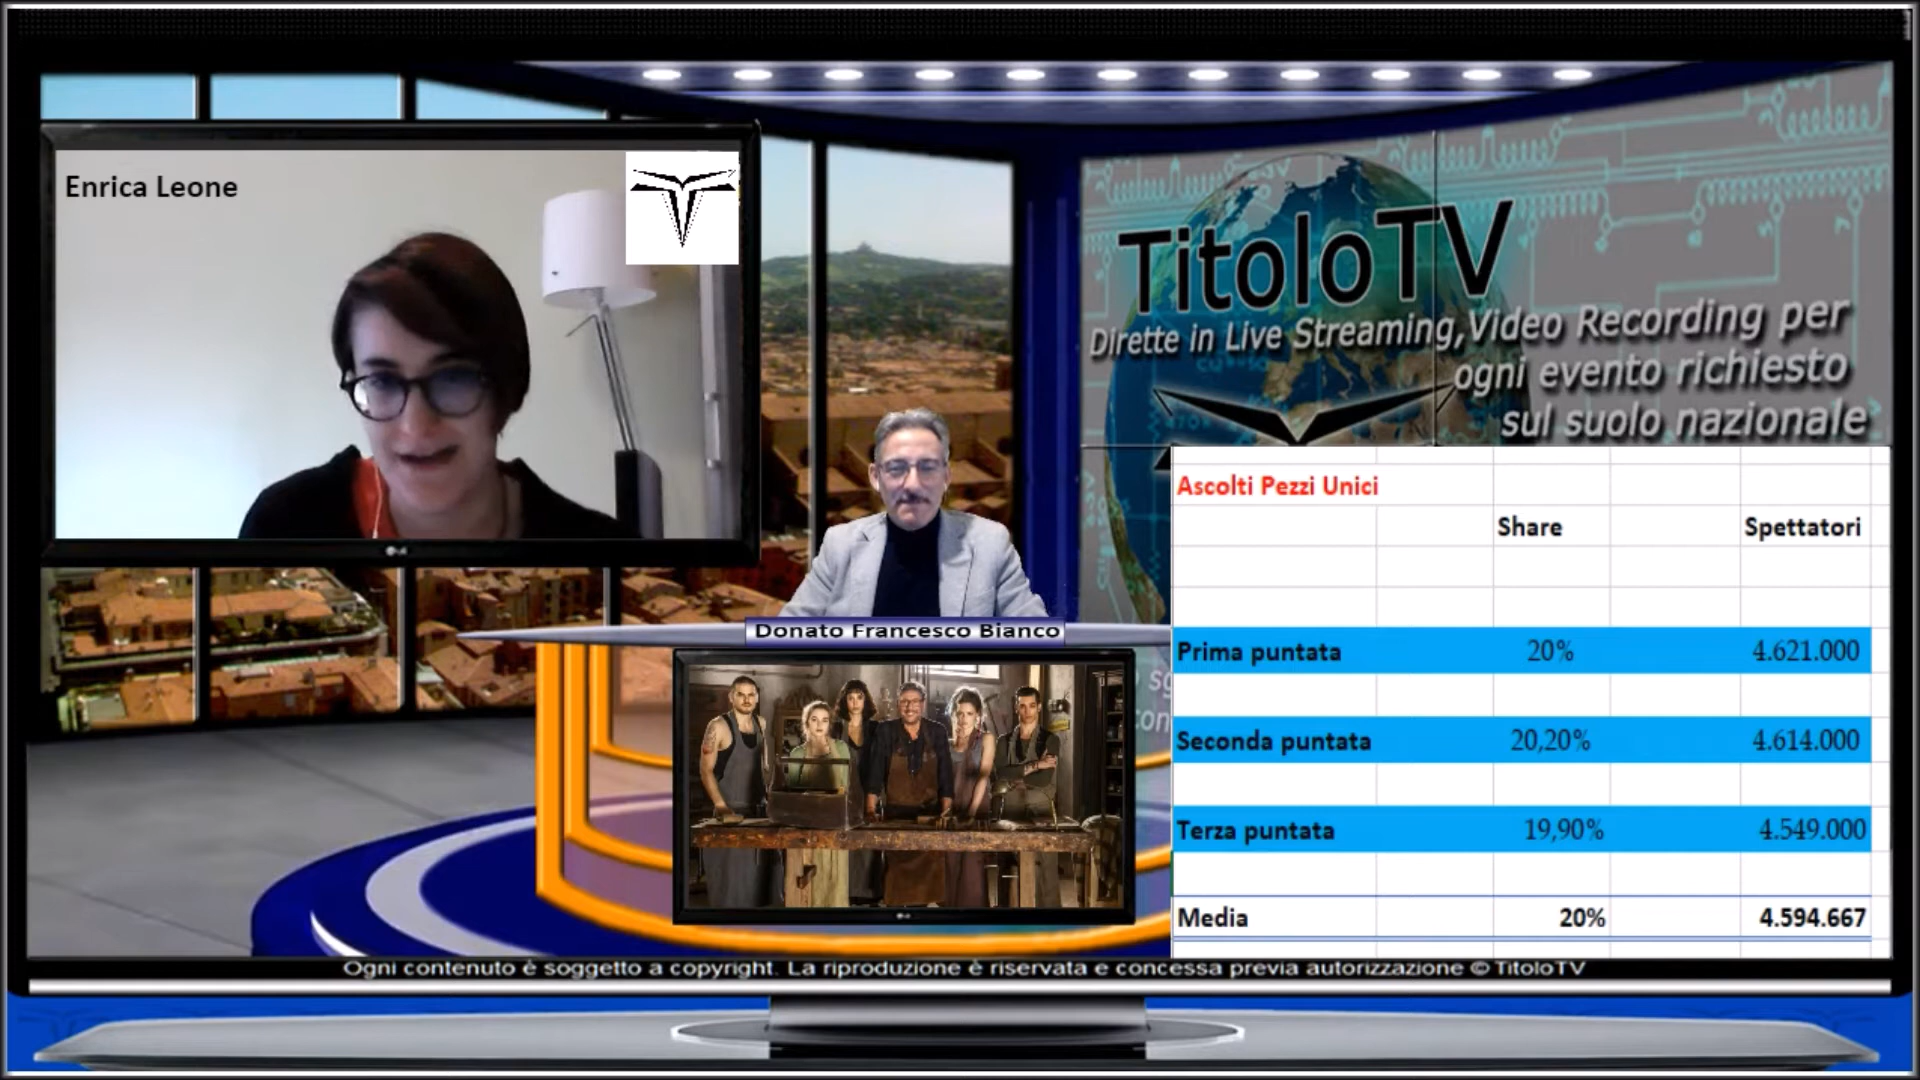 Enrica Leone
TitoloTV
Dirette in Live Streaming,Video Recording per
ogni evento richiesto
sul suolo nazionale
Ascolti Pezzi Unici
Share Spettatori
Prima puntata 20% 4.621.000
Seconda puntata 20,20% 4.614.000
Terza puntata 19,90% 4.549.000
Media 20% 4.594.667
Donato Francesco Bianco
Ogni contenuto è soggetto a copyright. La riproduzione è riservata e concessa previa autorizzazione © TitoloTV